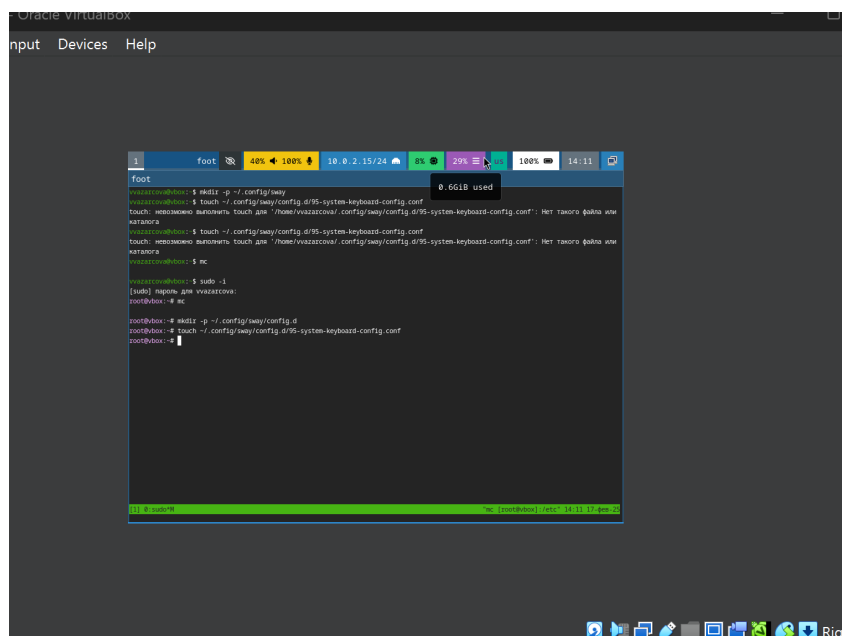 - Oracle VirtualBox
nput Devices Help
1 foot 40% 100% 10.0.2.15/24 8% 29% us 100% 14:11
foot
0.6GiB used
vvazarcova@vbox:~$ mkdir -p ~/.config/sway
vvazarcova@vbox:~$ touch ~/.config/sway/config.d/95-system-keyboard-config.conf
touch: невозможно выполнить touch для '/home/vvazarcova/.config/sway/config.d/95-system-keyboard-config.conf': Нет такого файла или
каталога
vvazarcova@vbox:~$ touch ~/.config/sway/config.d/95-system-keyboard-config.conf
touch: невозможно выполнить touch для '/home/vvazarcova/.config/sway/config.d/95-system-keyboard-config.conf': Нет такого файла или
каталога
vvazarcova@vbox:~$ mc
vvazarcova@vbox:~$ sudo -i
[sudo] пароль для vvazarcova:
root@vbox:~# mc
root@vbox:~# mkdir -p ~/.config/sway/config.d
root@vbox:~# touch ~/.config/sway/config.d/95-system-keyboard-config.conf
root@vbox:~#
[1] 0:sudo*M "mc [root@vbox]:/etc" 14:11 17-фев-25
Ric